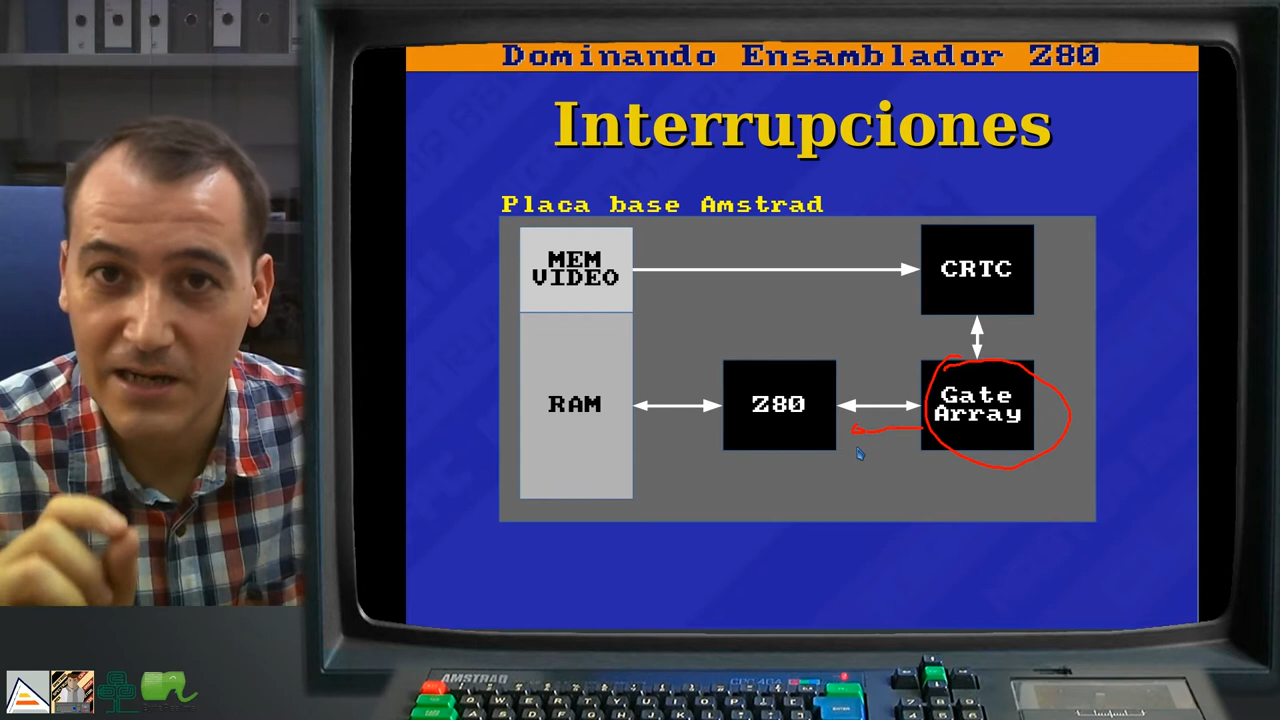 Dominando Ensamblador Z80
Interrupciones
Placa base Amstrad
MEM
VIDEO
CRTC
RAM
Z80
Gate
Array
AMSTRAD